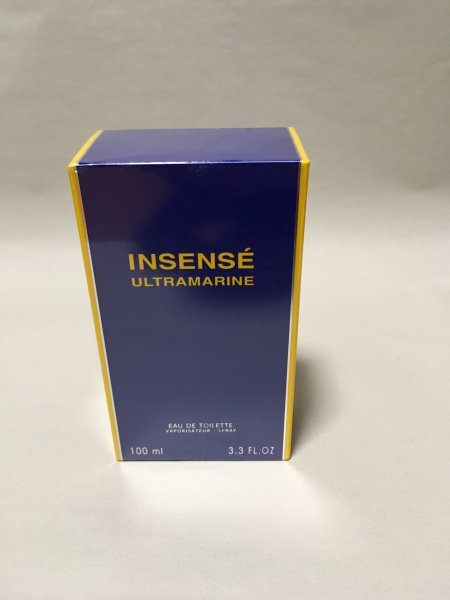 INSENSÉ
ULTRAMARINE
EAU DE TOILETTE
VAPORISATEUR - SPRAY
100 ml 3.3 FL.OZ